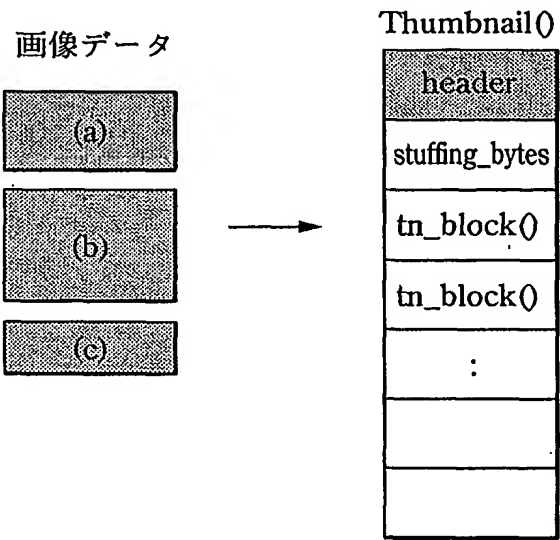 画像データ
(a)
(b)
(c)
Thumbnail()
header
stuffing_bytes
tn_block()
tn_block()
: